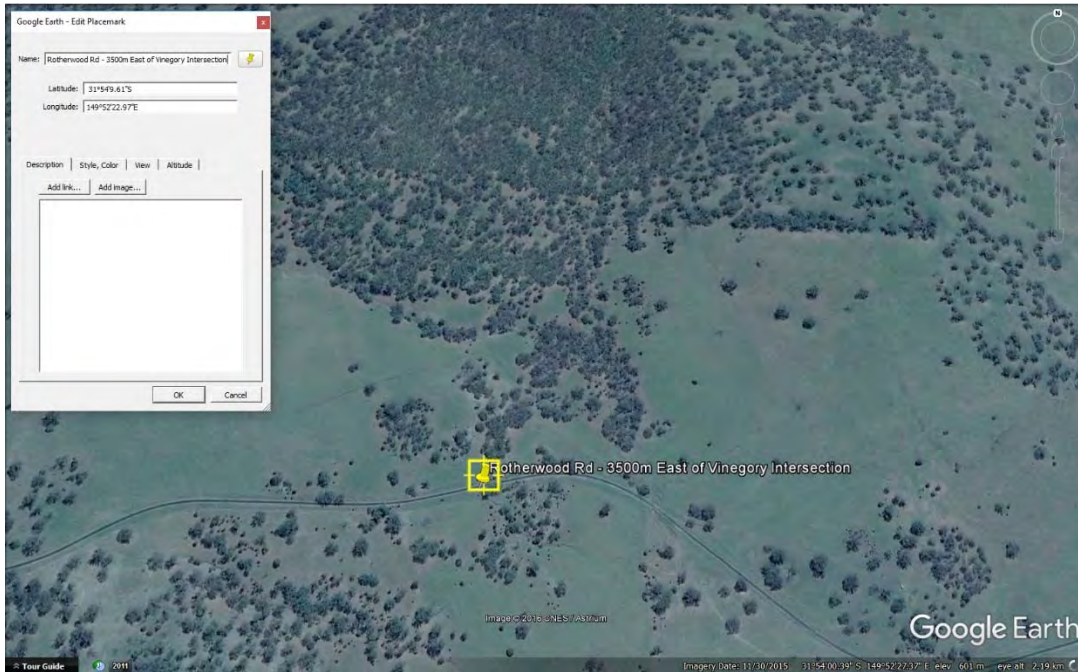 Google Earth - Edit Placemark
x
Name: Rotherwood Rd - 3500m East of Vinegory Intersection
Latitude: 31°54'9.61"S
Longitude: 149°52'22.97"E
Description Style, Color View Altitude
Add link... Add image...
OK Cancel
N
Rotherwood Rd - 3500m East of Vinegory Intersection
Image © 2016 CNES / Astrium
Google Earth
Tour Guide 2011 Imagery Date: 11/30/2015 31°54'00.39" S 149°52'27.37" E elev 601 m eye alt 2.19 km